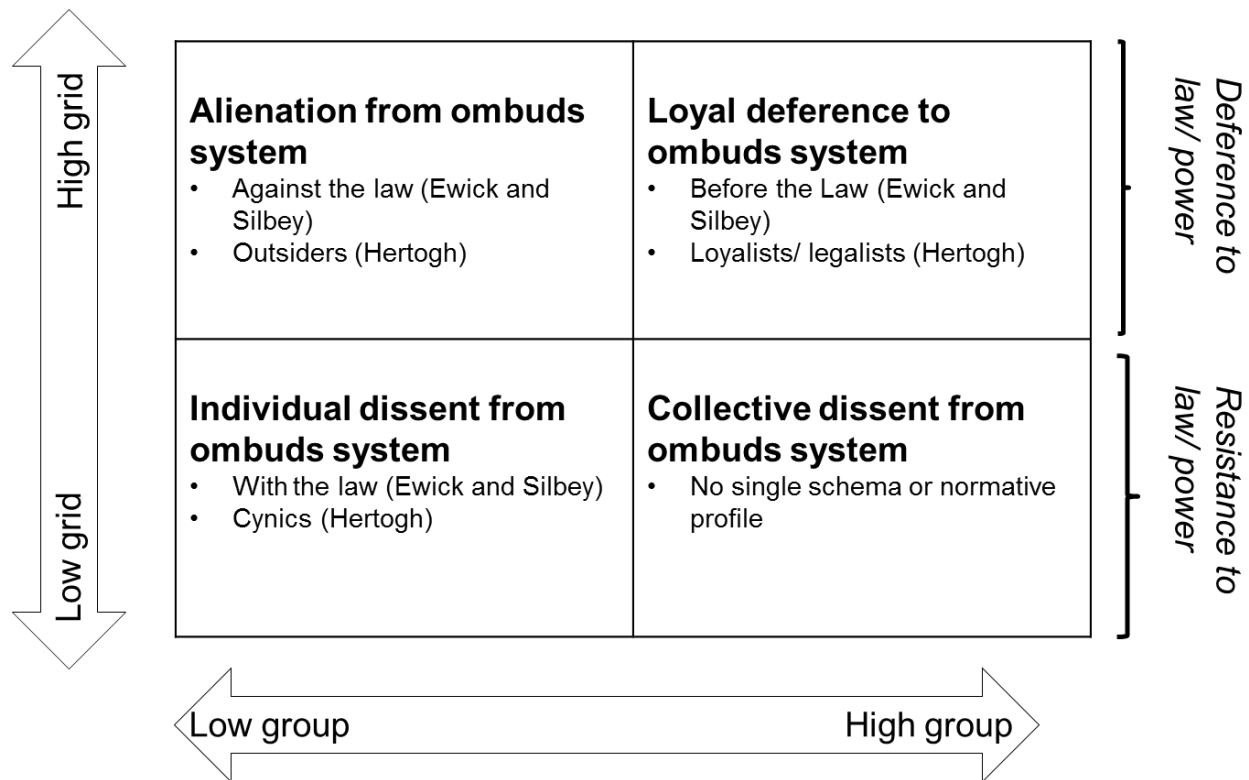 High grid
Low grid
Alienation from ombuds
system
• Against the law (Ewick and
Silbey)
• Outsiders (Hertogh)
Loyal deference to
ombuds system
• Before the Law (Ewick and
Silbey)
• Loyalists/ legalists (Hertogh)
Individual dissent from
ombuds system
• With the law (Ewick and Silbey)
• Cynics (Hertogh)
Collective dissent from
ombuds system
• No single schema or normative
profile
Deference to
law/ power
Resistance to
law/ power
Low group
High group